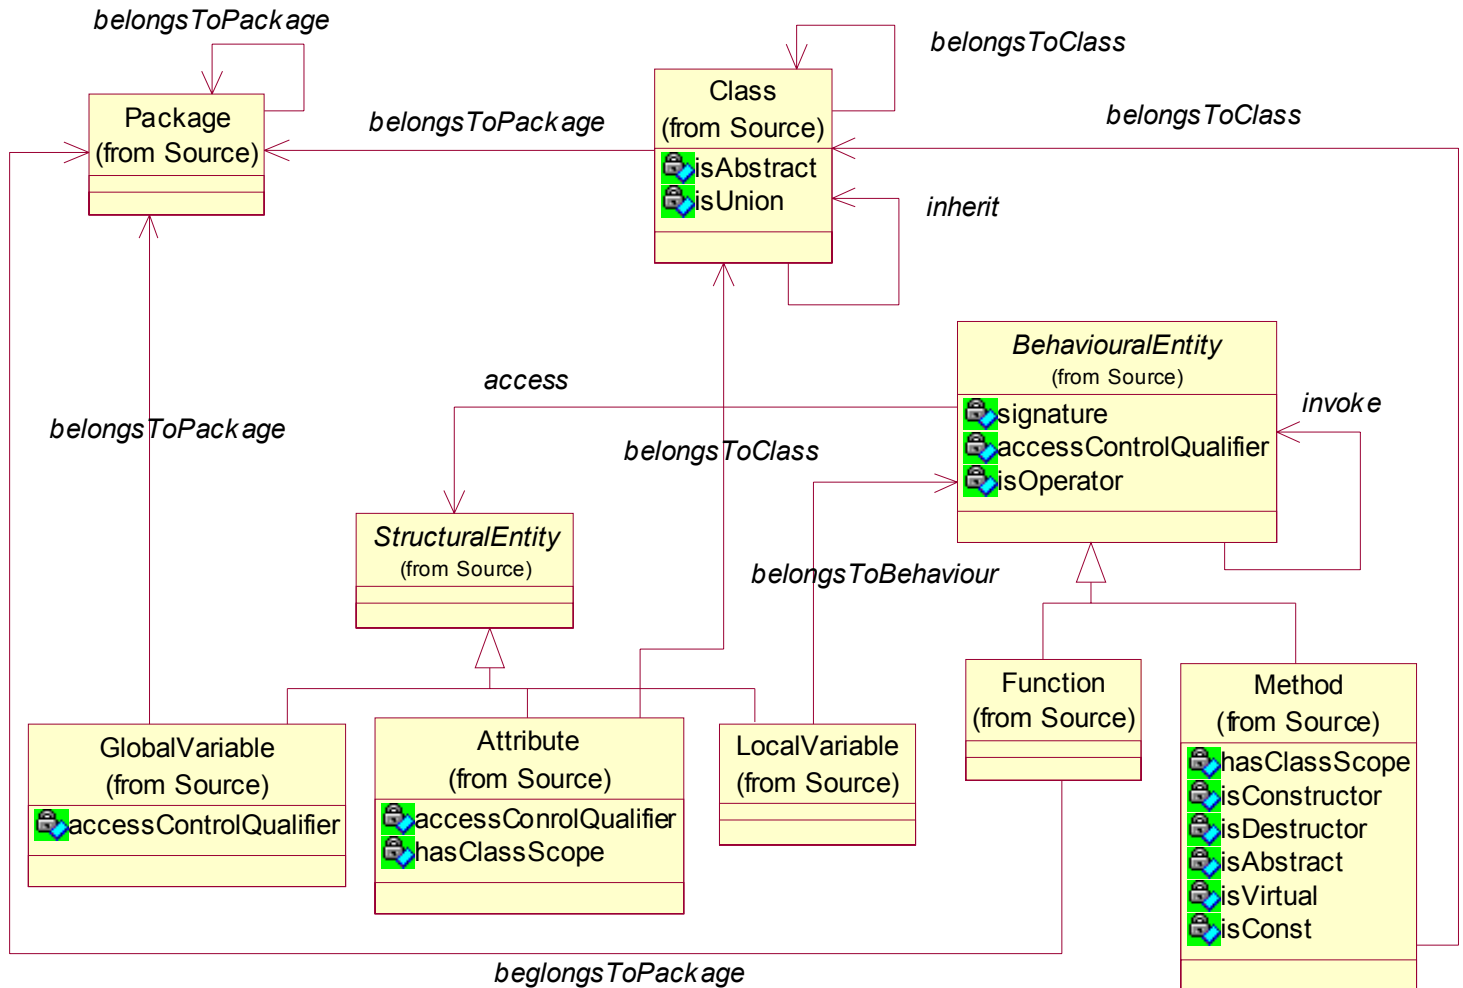 belongsToPackage
belongsToClass
Package
(from Source)
belongsToPackage
Class
(from Source)
isAbstract
isUnion
belongsToClass
inherit
BehaviouralEntity
(from Source)
signature
accessControlQualifier
isOperator
invoke
access
belongsToPackage
belongsToClass
StructuralEntity
(from Source)
belongsToBehaviour
GlobalVariable
(from Source)
accessControlQualifier
Attribute
(from Source)
accessConrolQualifier
hasClassScope
LocalVariable
(from Source)
Function
(from Source)
Method
(from Source)
hasClassScope
isConstructor
isDestructor
isAbstract
isVirtual
isConst
beglongsToPackage